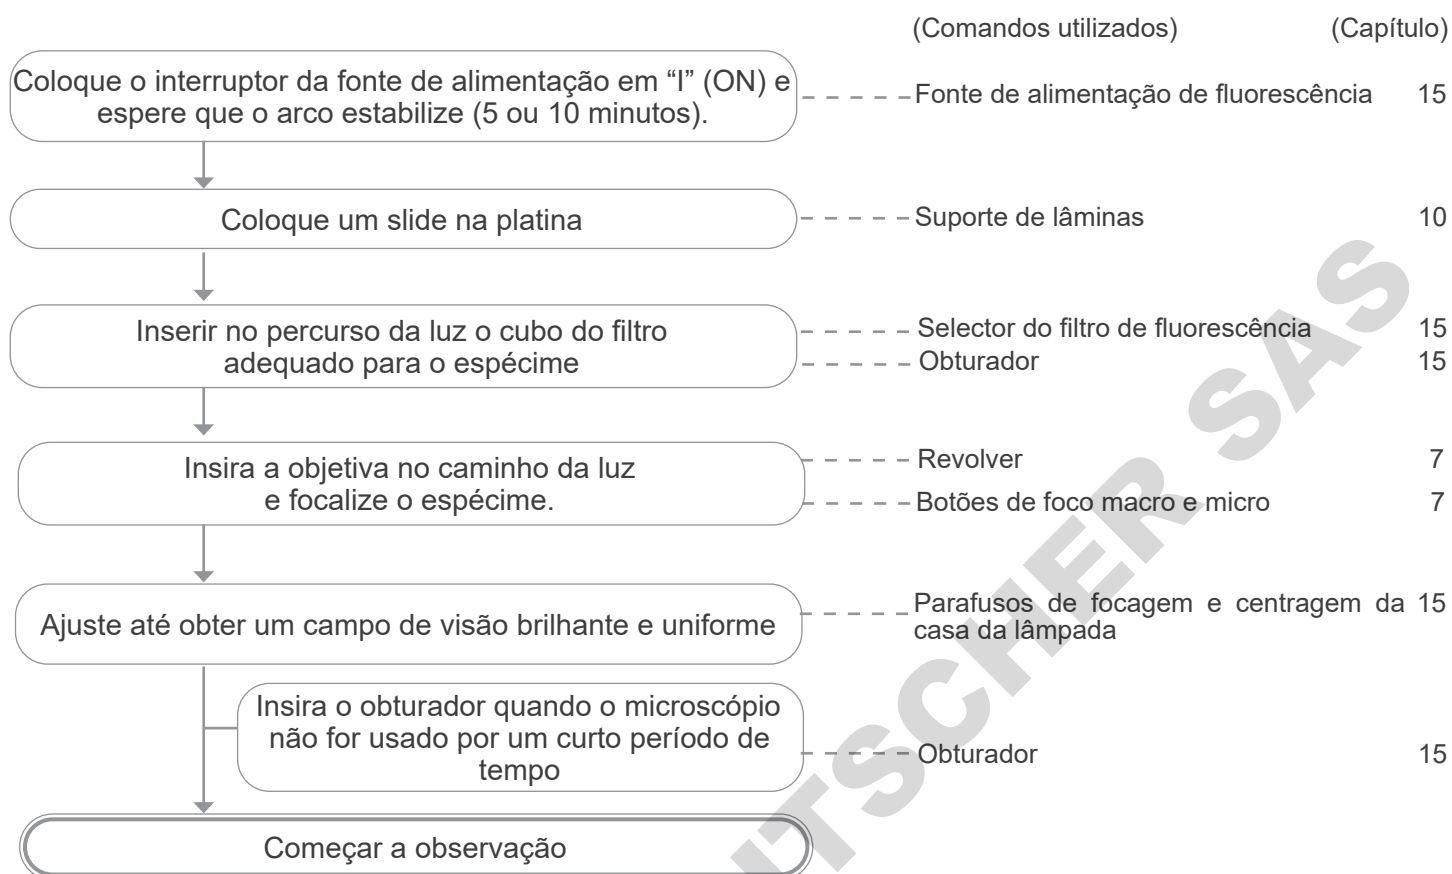 (Comandos utilizados) (Capítulo)
Coloque o interruptor da fonte de alimentação em “I” (ON) e
espere que o arco estabilize (5 ou 10 minutos).
Fonte de alimentação de fluorescência 15
Coloque um slide na platina
Suporte de lâminas 10
Inserir no percurso da luz o cubo do filtro
adequado para o espécime
Selector do filtro de fluorescência 15
Obturador 15
Insira a objetiva no caminho da luz
e focalize o espécime.
Revolver 7
Botões de foco macro e micro 7
Ajuste até obter um campo de visão brilhante e uniforme
Parafusos de focagem e centragem da 15
casa da lâmpada
Insira o obturador quando o microscópio
não for usado por um curto período de
tempo
Obturador 15
Começar a observação
ITSCHER SAS